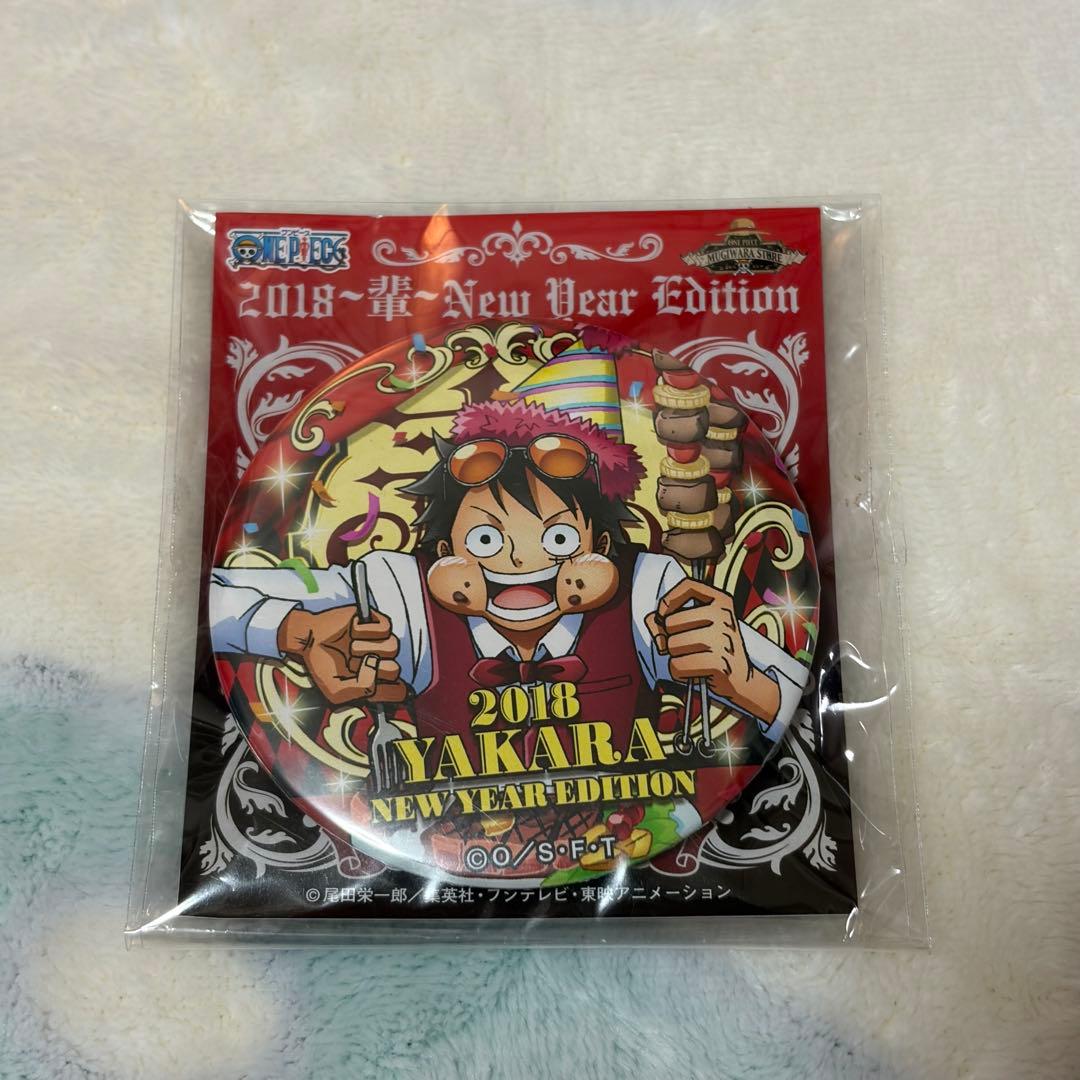 ワンピース
ONE PIECE
ONE PIECE
MUGIWARA STORE
2018~輩~New Year Edition
2018
YAKARA
NEW YEAR EDITION
©O/S・F・T
©尾田栄一郎/集英社・フジテレビ・東映アニメーション